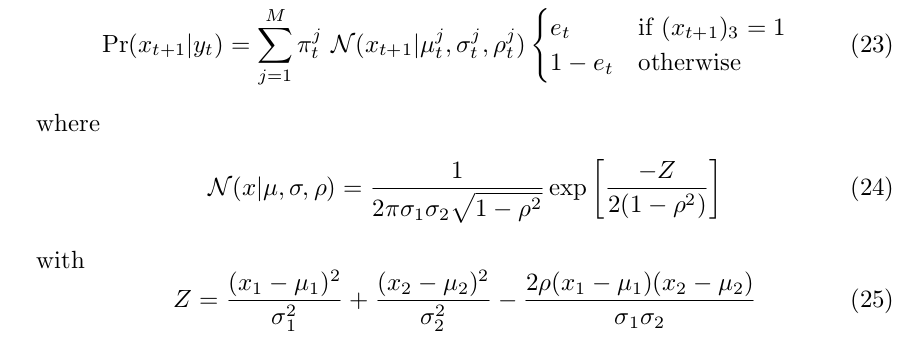 Pr(x_{t+1}|y_t) = \sum_{j=1}^{M} \pi_t^j \mathcal{N}(x_{t+1}|\mu_t^j, \sigma_t^j, \rho_t^j) \begin{cases} e_t & \text{if } (x_{t+1})_3 = 1 \\ 1 - e_t & \text{otherwise} \end{cases} (23)
where
\mathcal{N}(x|\mu, \sigma, \rho) = \frac{1}{2\pi\sigma_1\sigma_2\sqrt{1-\rho^2}} \exp\left[\frac{-Z}{2(1-\rho^2)}\right] (24)
with
Z = \frac{(x_1 - \mu_1)^2}{\sigma_1^2} + \frac{(x_2 - \mu_2)^2}{\sigma_2^2} - \frac{2\rho(x_1 - \mu_1)(x_2 - \mu_2)}{\sigma_1\sigma_2} (25)